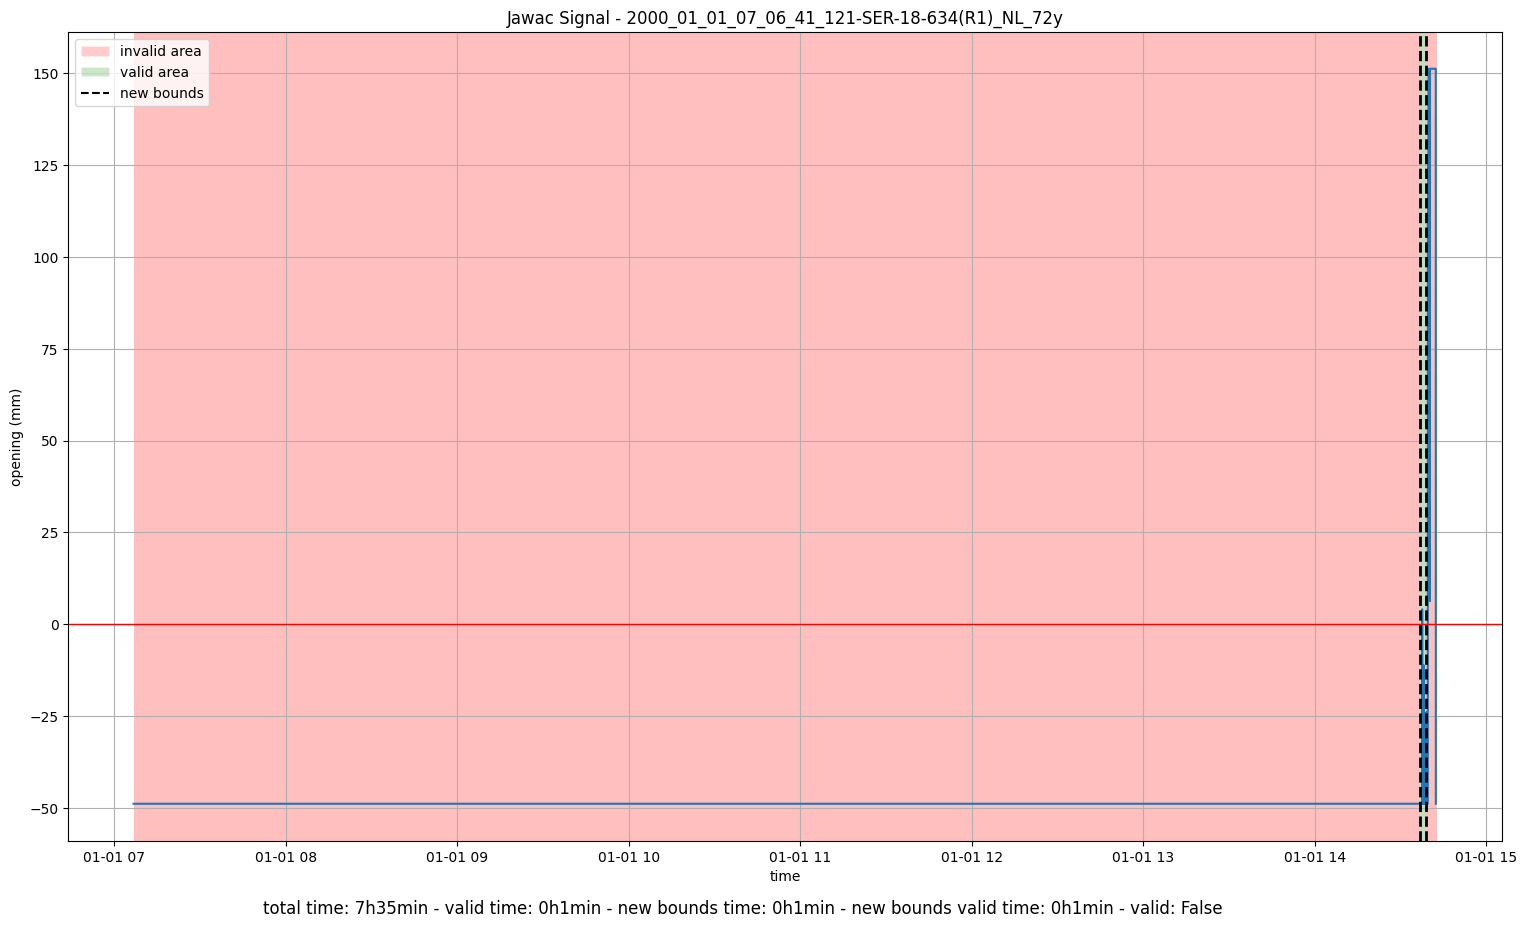 Jawac Signal - 2000_01_01_07_06_41_121-SER-18-634(R1)_NL_72y
invalid area
valid area
new bounds
150
125
100
75
50
25
0
−25
−50
opening (mm)
01-01 07
01-01 08
01-01 09
01-01 10
01-01 11
01-01 12
01-01 13
01-01 14
01-01 15
time
total time: 7h35min - valid time: 0h1min - new bounds time: 0h1min - new bounds valid time: 0h1min - valid: False